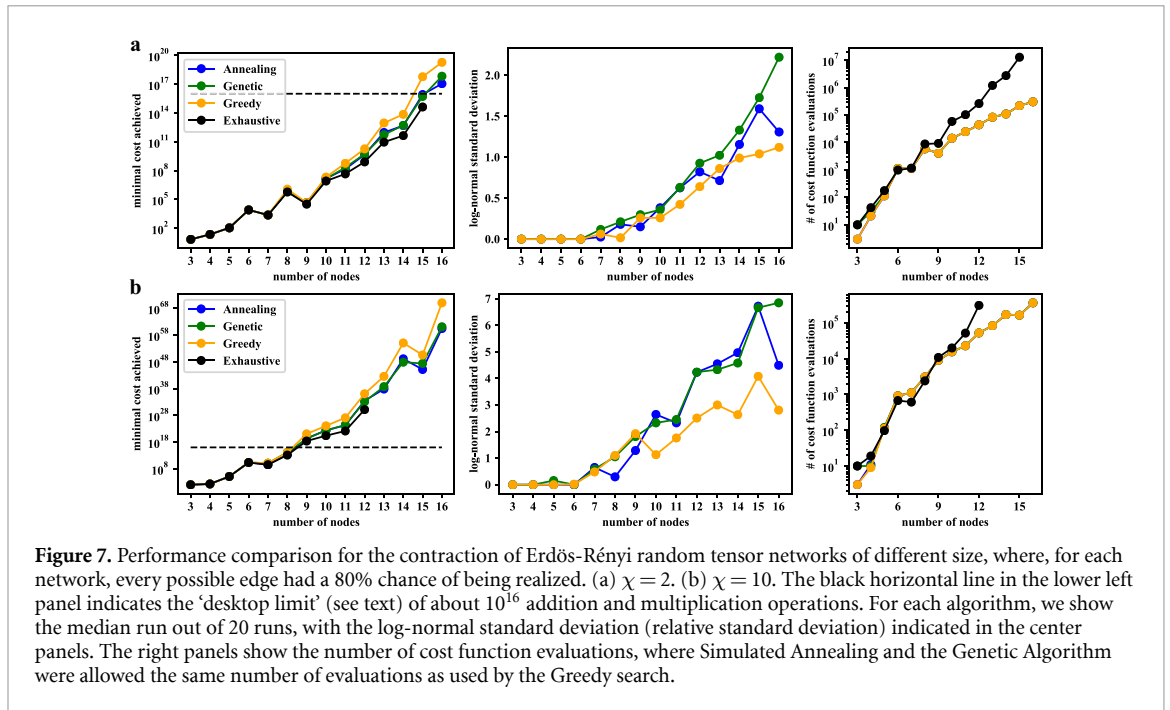 a
10^20
10^17
10^14
10^11
10^8
10^5
10^2
minimal cost achieved
Annealing
Genetic
Greedy
Exhaustive
3 4 5 6 7 8 9 10 11 12 13 14 15 16
number of nodes
2.0
1.5
1.0
0.5
0.0
log-normal standard deviation
3 4 5 6 7 8 9 10 11 12 13 14 15 16
number of nodes
10^7
10^6
10^5
10^4
10^3
10^2
10^1
# of cost function evaluations
3 6 9 12 15
number of nodes
b
10^68
10^58
10^48
10^38
10^28
10^18
10^8
minimal cost achieved
Annealing
Genetic
Greedy
Exhaustive
3 4 5 6 7 8 9 10 11 12 13 14 15 16
number of nodes
7
6
5
4
3
2
1
0
log-normal standard deviation
3 4 5 6 7 8 9 10 11 12 13 14 15 16
number of nodes
10^5
10^4
10^3
10^2
10^1
# of cost function evaluations
3 6 9 12 15
number of nodes
Figure 7. Performance comparison for the contraction of Erdös-Rényi random tensor networks of different size, where, for each
network, every possible edge had a 80% chance of being realized. (a) χ = 2. (b) χ = 10. The black horizontal line in the lower left
panel indicates the ‘desktop limit’ (see text) of about 10^16 addition and multiplication operations. For each algorithm, we show
the median run out of 20 runs, with the log-normal standard deviation (relative standard deviation) indicated in the center
panels. The right panels show the number of cost function evaluations, where Simulated Annealing and the Genetic Algorithm
were allowed the same number of evaluations as used by the Greedy search.